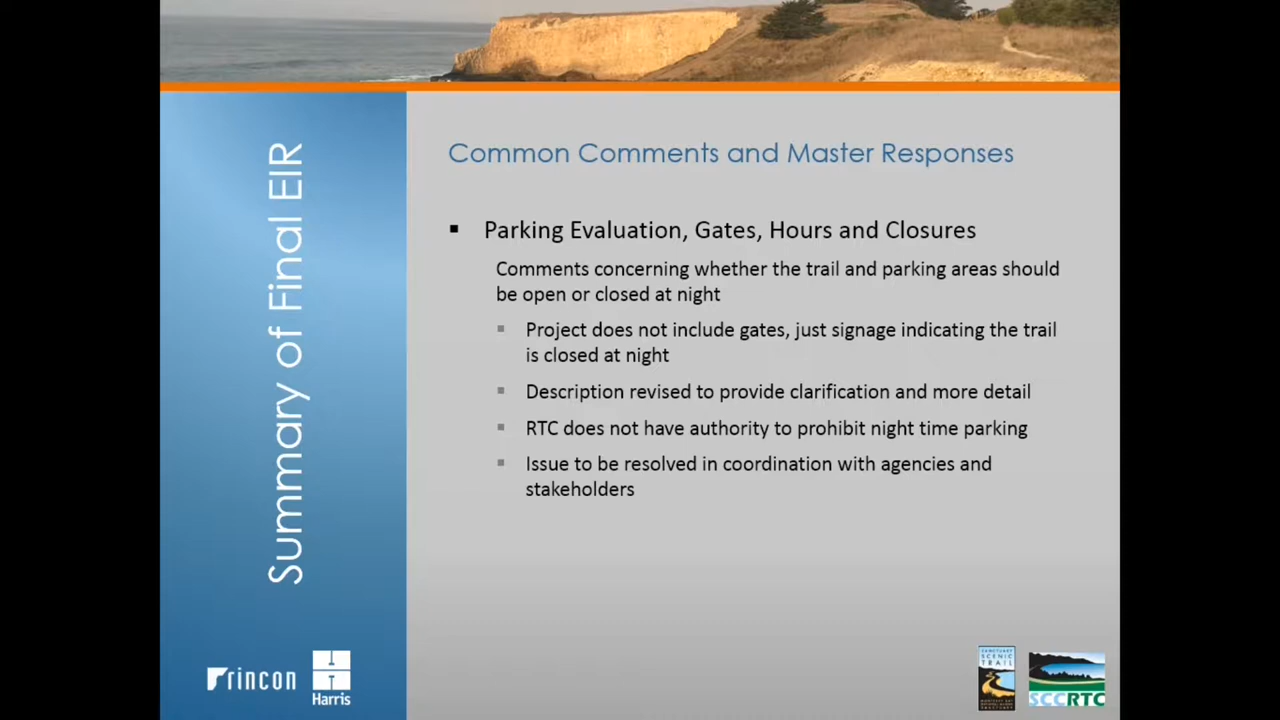 Summary of Final EIR
Common Comments and Master Responses
Parking Evaluation, Gates, Hours and Closures
Comments concerning whether the trail and parking areas should
be open or closed at night
Project does not include gates, just signage indicating the trail
is closed at night
Description revised to provide clarification and more detail
RTC does not have authority to prohibit night time parking
Issue to be resolved in coordination with agencies and
stakeholders
rincon
Harris
SANCTUARY
SCENIC
TRAIL
SCCRTC